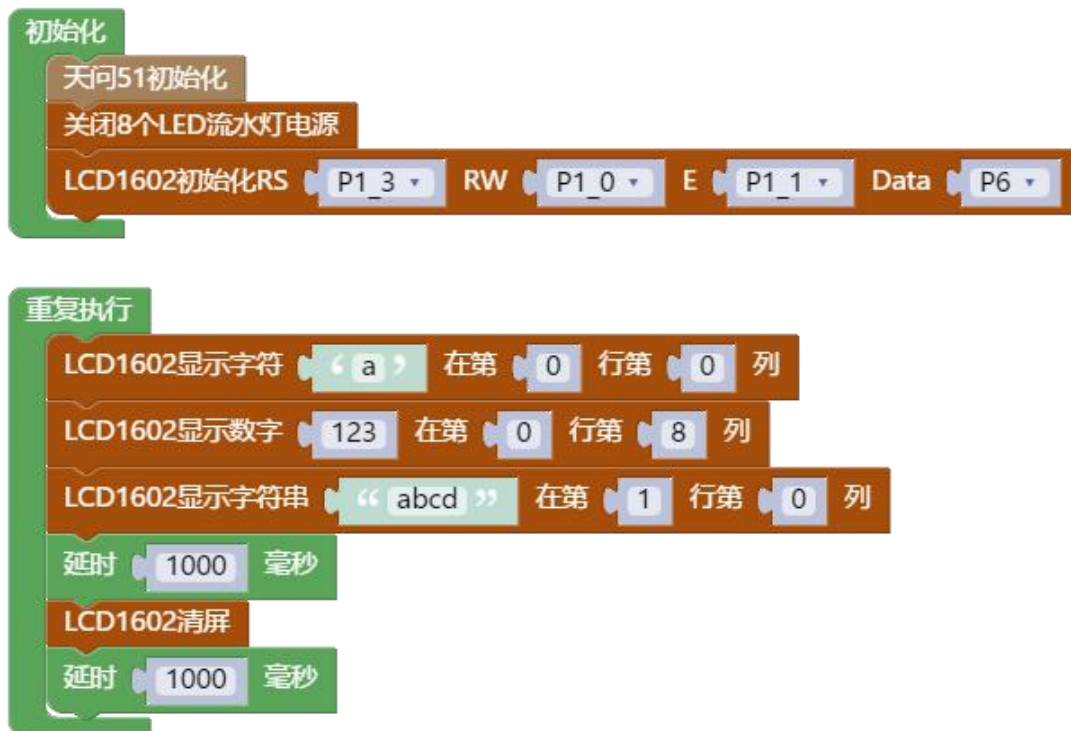 初始化
天问51初始化
关闭8个LED流水灯电源
LCD1602初始化RS P1_3 RW P1_0 E P1_1 Data P6
重复执行
LCD1602显示字符 ‘ a ’ 在第 0 行第 0 列
LCD1602显示数字 123 在第 0 行第 8 列
LCD1602显示字符串 “ abcd ” 在第 1 行第 0 列
延时 1000 毫秒
LCD1602清屏
延时 1000 毫秒